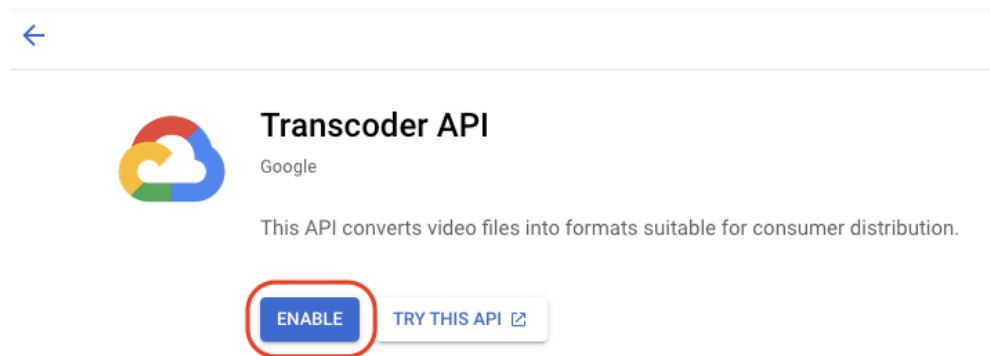 Transcoder API
Google
This API converts video files into formats suitable for consumer distribution.
ENABLE
TRY THIS API